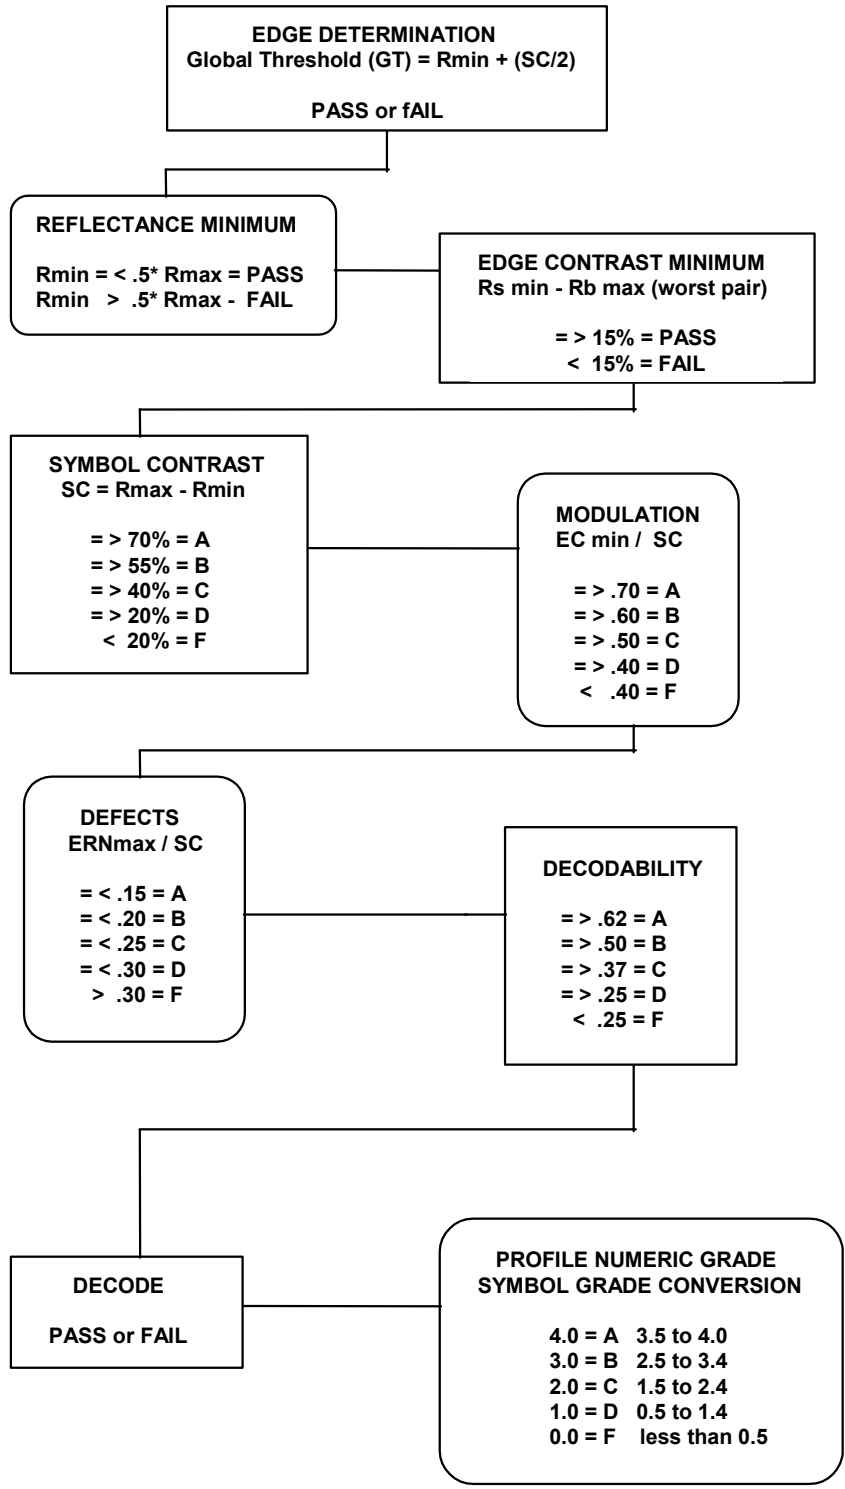 EDGE DETERMINATION
Global Threshold (GT) = Rmin + (SC/2)
PASS or fAIL
REFLECTANCE MINIMUM
Rmin = < .5* Rmax = PASS
Rmin > .5* Rmax - FAIL
EDGE CONTRAST MINIMUM
Rs min - Rb max (worst pair)
= > 15% = PASS
< 15% = FAIL
SYMBOL CONTRAST
SC = Rmax - Rmin
= > 70% = A
= > 55% = B
= > 40% = C
= > 20% = D
< 20% = F
MODULATION
EC min / SC
= > .70 = A
= > .60 = B
= > .50 = C
= > .40 = D
< .40 = F
DEFECTS
ERNmax / SC
= < .15 = A
= < .20 = B
= < .25 = C
= < .30 = D
> .30 = F
DECODABILITY
= > .62 = A
= > .50 = B
= > .37 = C
= > .25 = D
< .25 = F
DECODE
PASS or FAIL
PROFILE NUMERIC GRADE
SYMBOL GRADE CONVERSION
4.0 = A 3.5 to 4.0
3.0 = B 2.5 to 3.4
2.0 = C 1.5 to 2.4
1.0 = D 0.5 to 1.4
0.0 = F less than 0.5